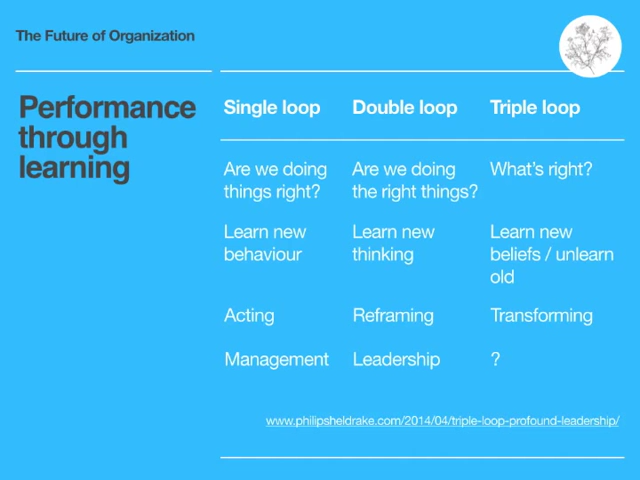 The Future of Organization
Performance
through
learning
Single loop
Double loop
Triple loop
Are we doing
things right?
Are we doing
the right things?
What's right?
Learn new
behaviour
Learn new
thinking
Learn new
beliefs / unlearn
old
Acting
Reframing
Transforming
Management
Leadership
?
www.philipsheldrake.com/2014/04/triple-loop-profound-leadership/